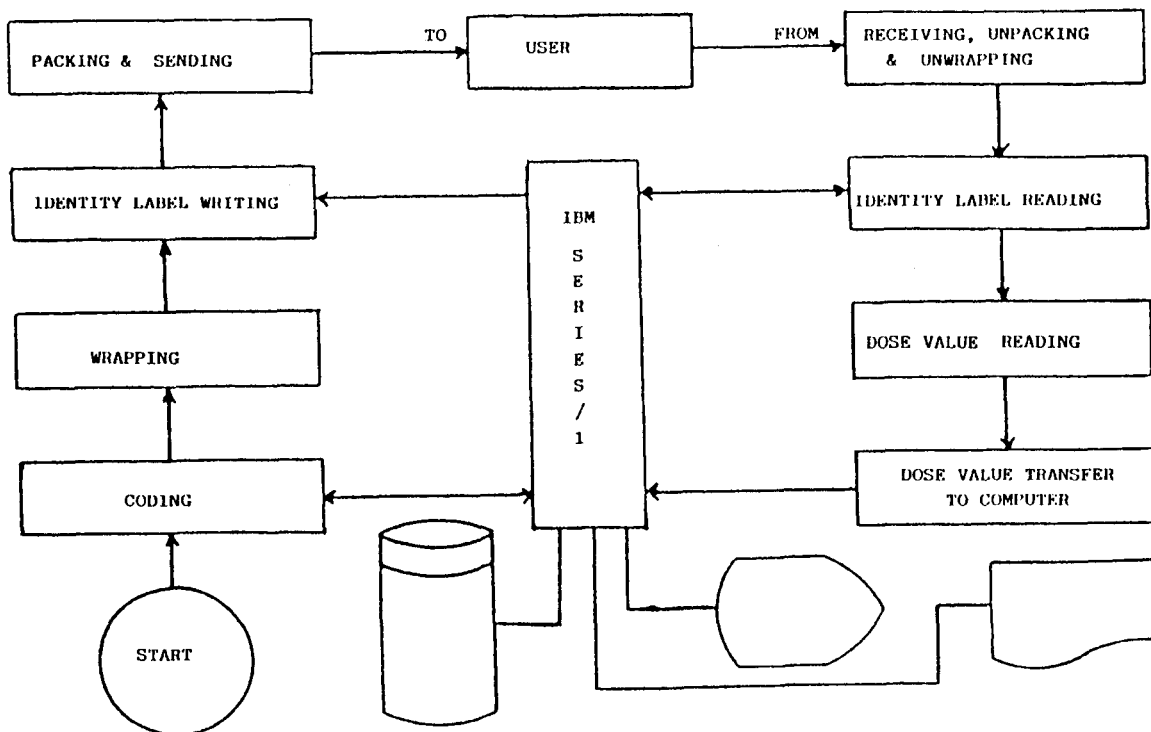 PACKING & SENDING
TO
USER
FROM
RECEIVING, UNPACKING
& UNWRAPPING
IDENTITY LABEL WRITING
IBM
S
E
R
I
E
S
/
1
IDENTITY LABEL READING
WRAPPING
DOSE VALUE READING
CODING
DOSE VALUE TRANSFER
TO COMPUTER
START